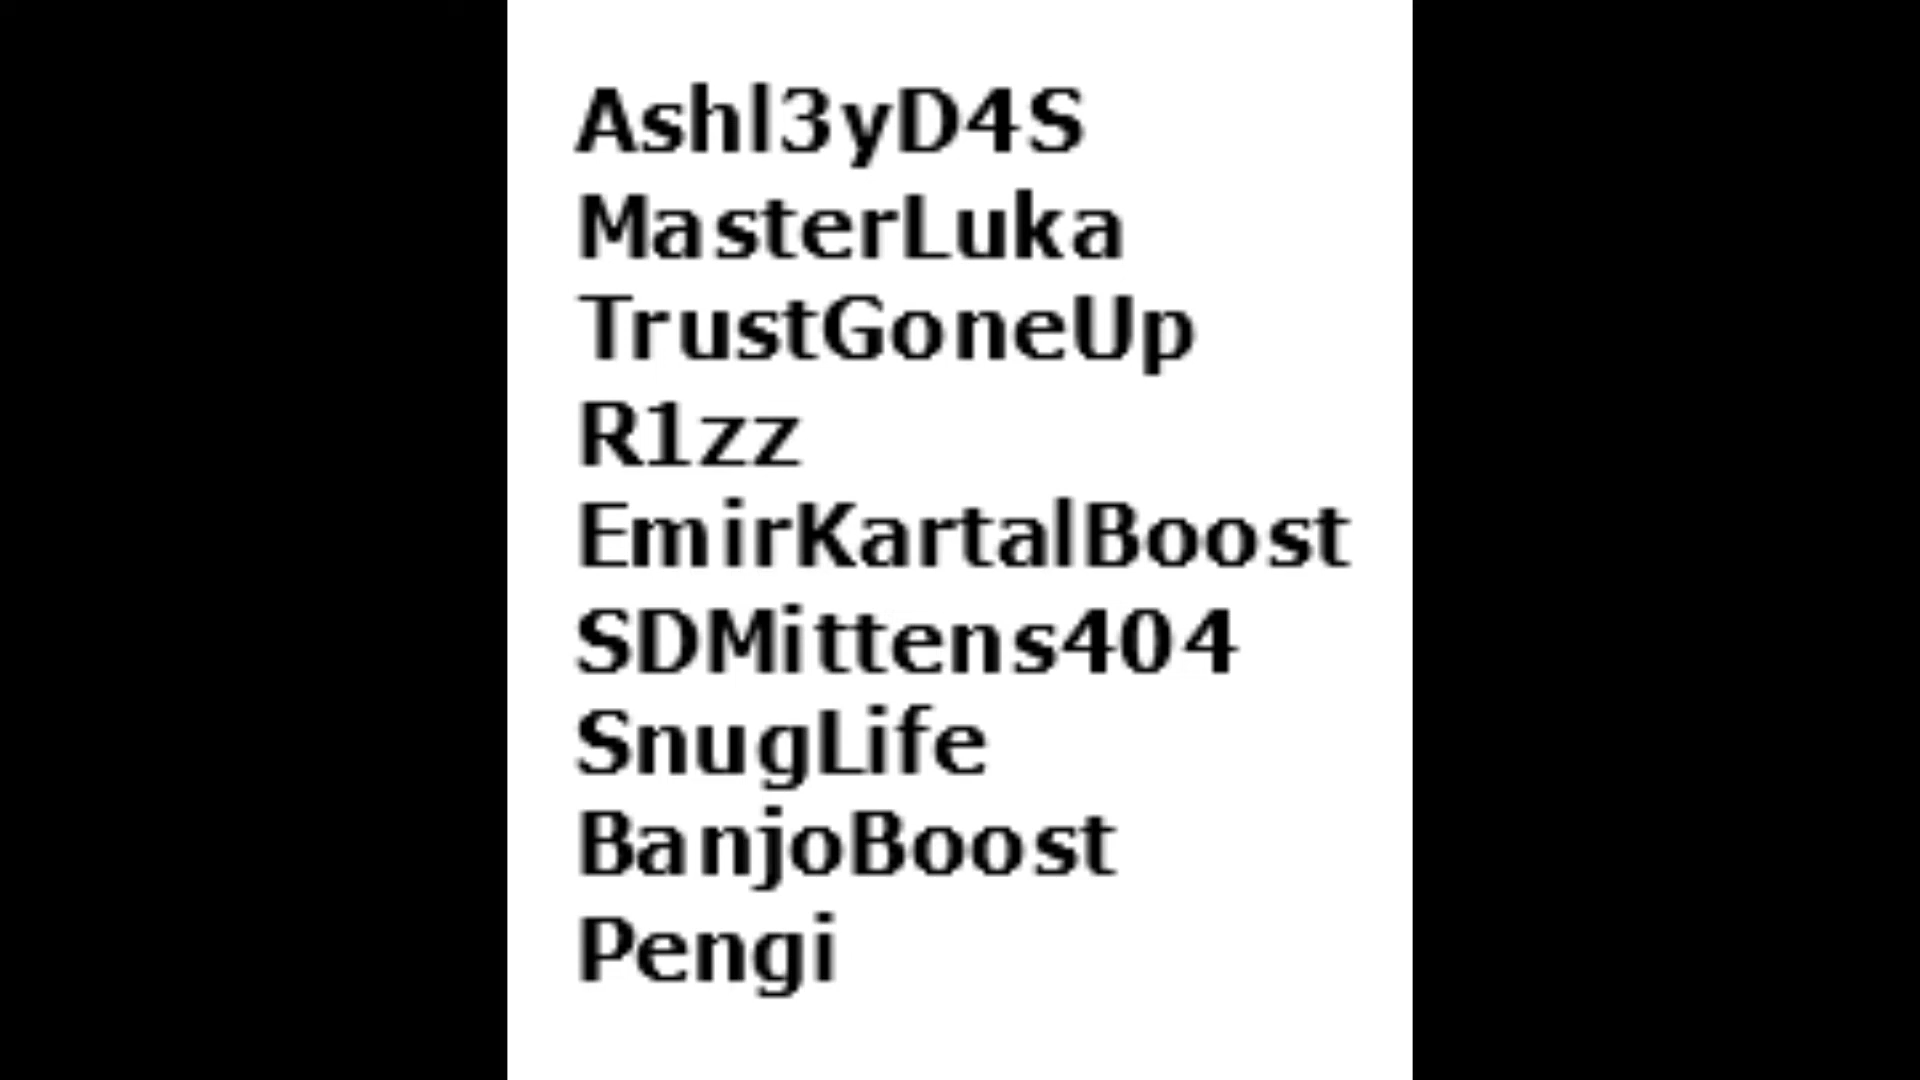 Ashl3yD4S
MasterLuka
TrustGoneUp
R1zz
EmirKartalBoost
SDMittens404
SnugLife
BanjoBoost
Pengi